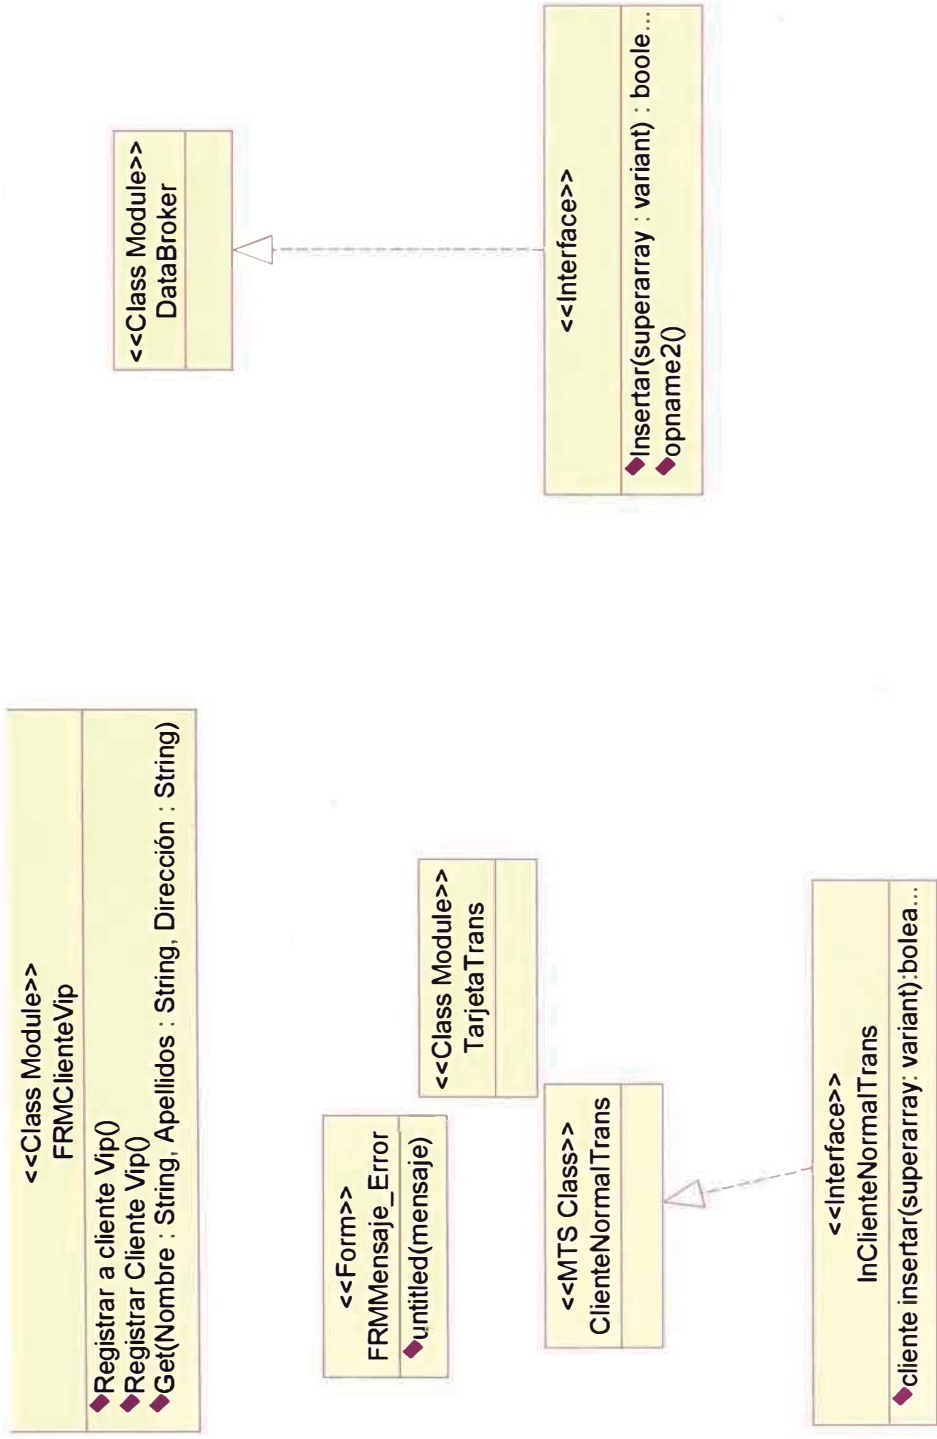 <<Class Module>>
FRMClienteVip
Registrar a cliente Vip()
Registrar Cliente Vip()
Get(Nombre : String, Apellidos : String, Dirección : String)
<<Form>>
FRMMensaje_Error
untitled(mensaje)
<<Class Module>>
TarjetaTrans
<<MTS Class>>
ClienteNormalTrans
<<Interface>>
InClienteNormalTrans
cliente insertar(superarray: variant):bolea...
<<Class Module>>
DataBroker
<<Interface>>
Insertar(superarray : variant) : boole...
opname2()